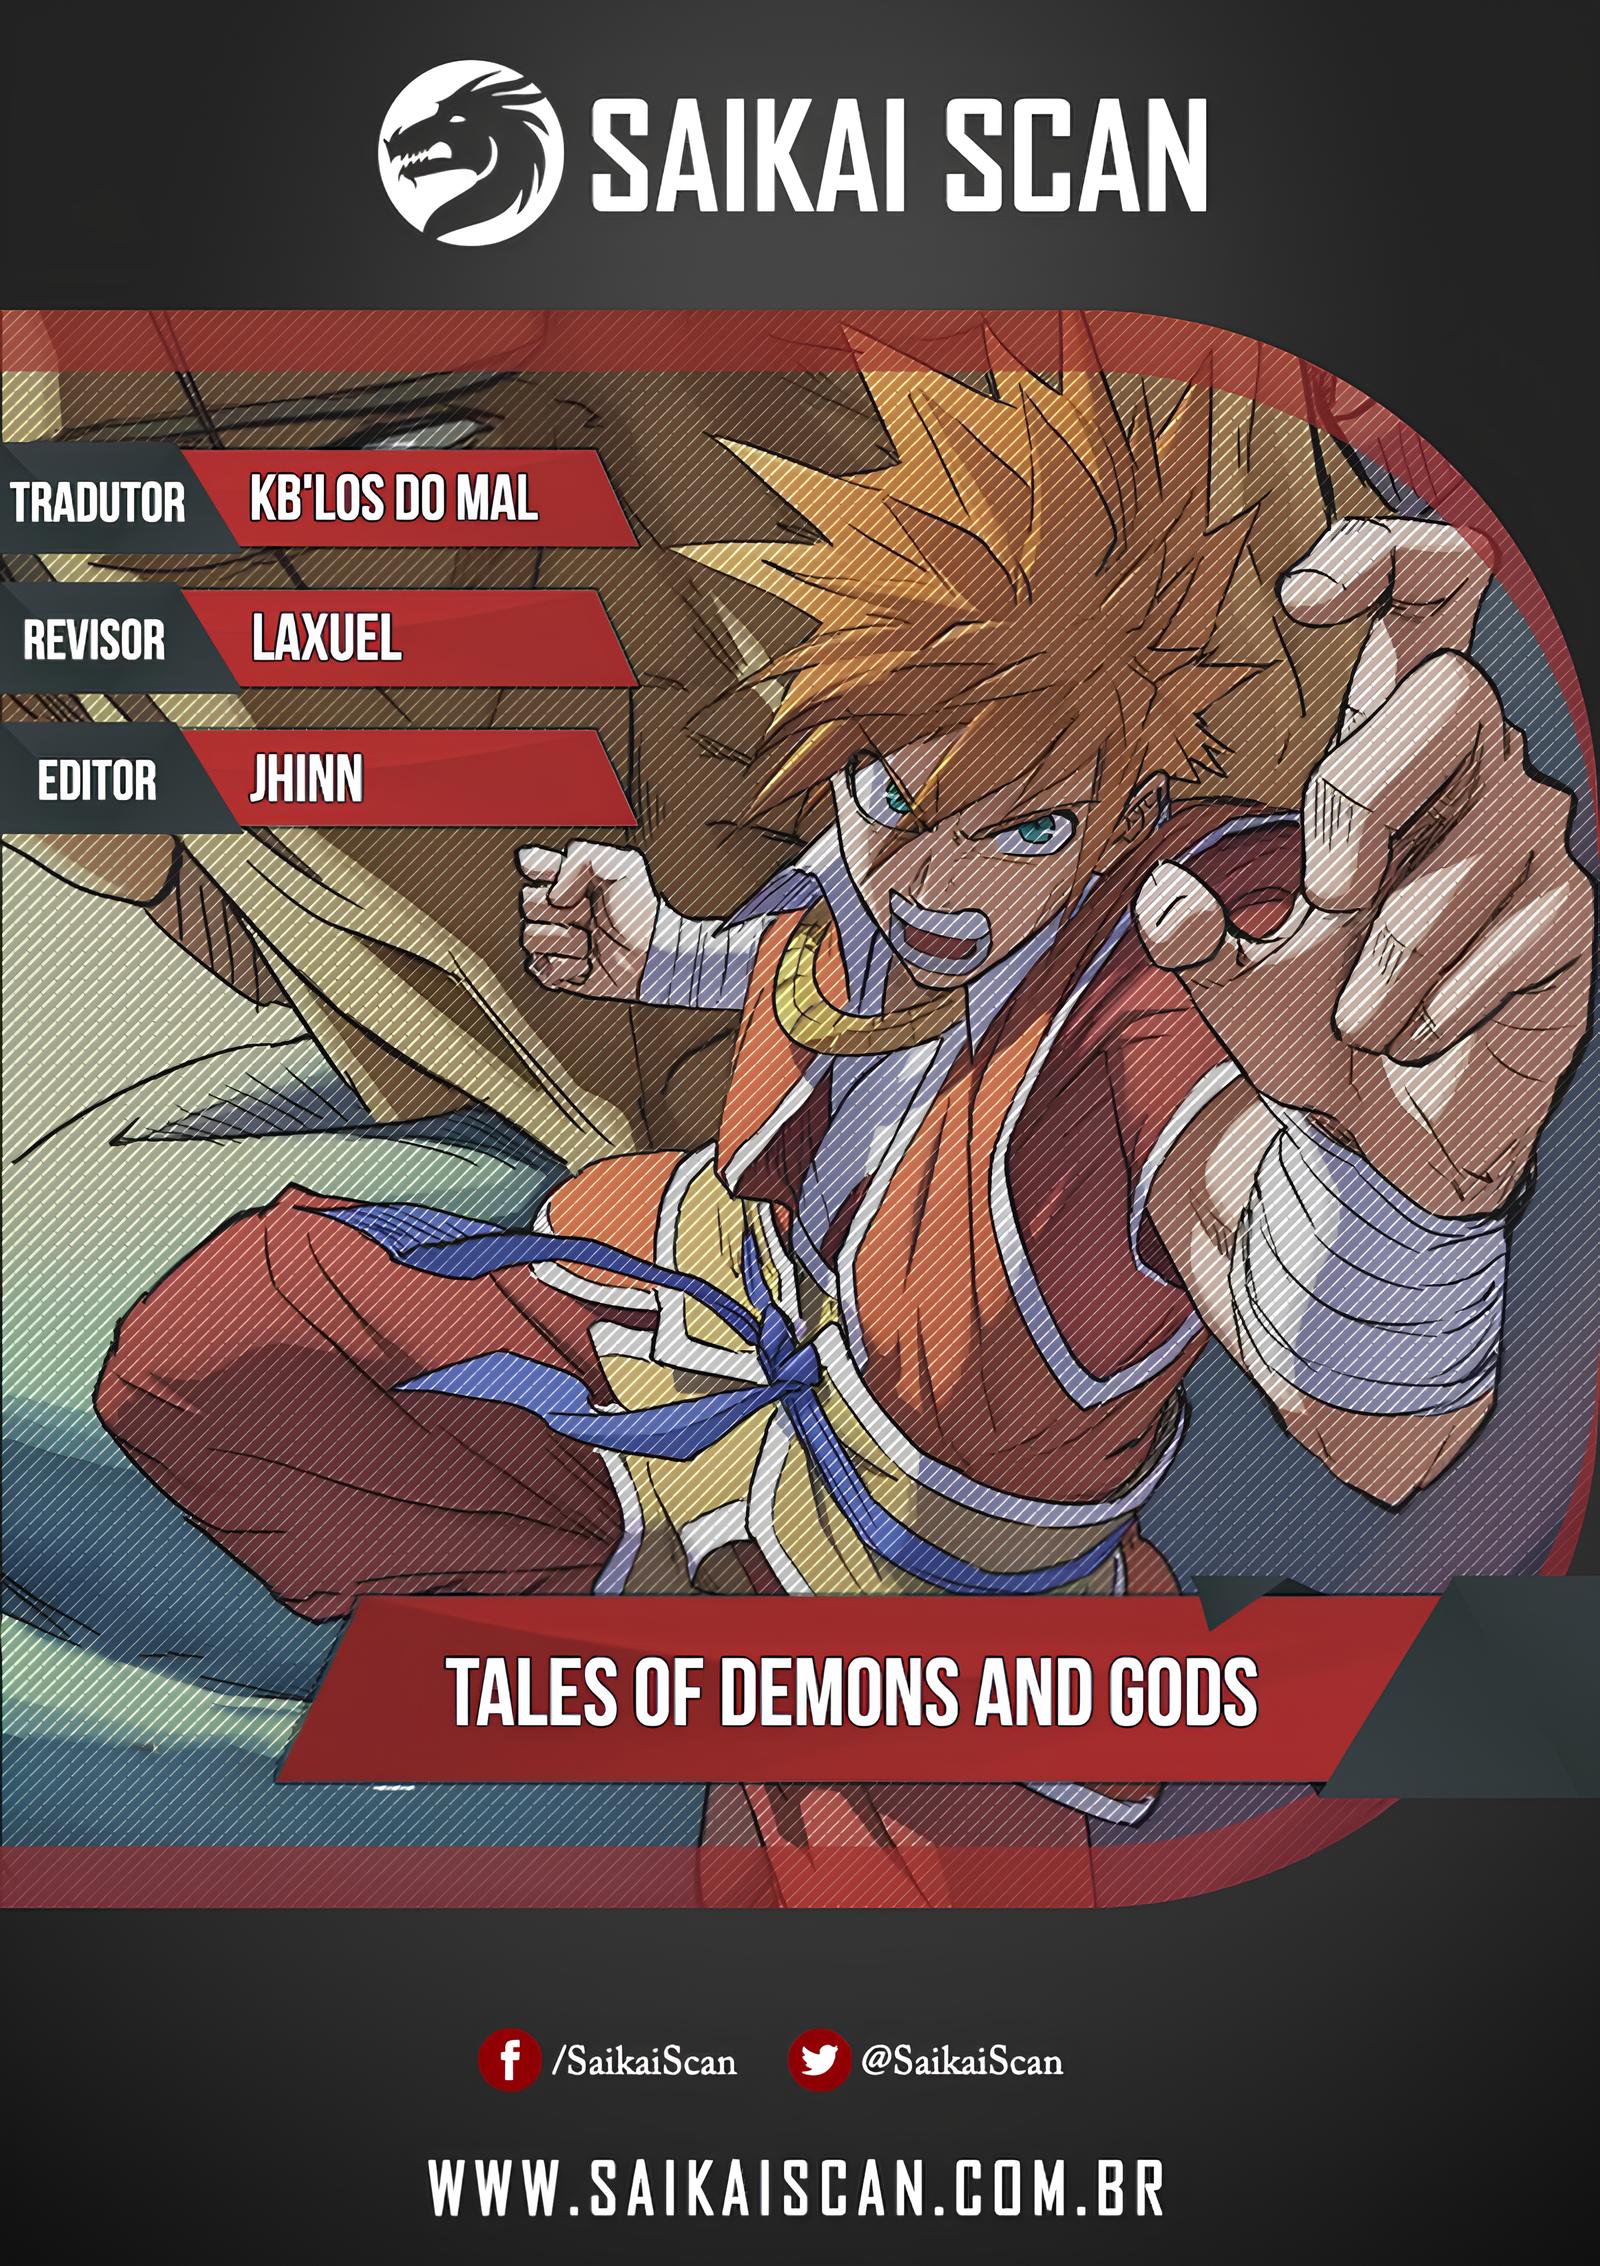 SAIKAI SCAN
TRADUTOR KB'LOS DO MAL
REVISOR LAXUEL
EDITOR JHINN
TALES OF DEMONS AND GODS
/SaikaiScan @SaikaiScan
WWW.SAIKAISCAN.COM.BR